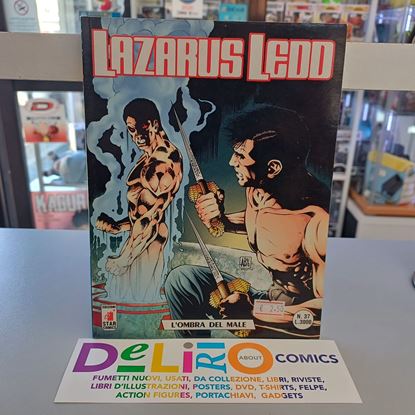 LAZARUS LEDD
€ 2,50
N. 37
L. 3000
L'OMBRA DEL MALE
STAR
DeLiRiO ABOUT COMICS
FUMETTI NUOVI, USATI, DA COLLEZIONE, LIBRI, RIVISTE,
LIBRI D'ILLUSTRAZIONI, POSTERS, DVD, T-SHIRTS, FELPE,
ACTION FIGURES, PORTACHIAVI, GADGETS
KAGUR